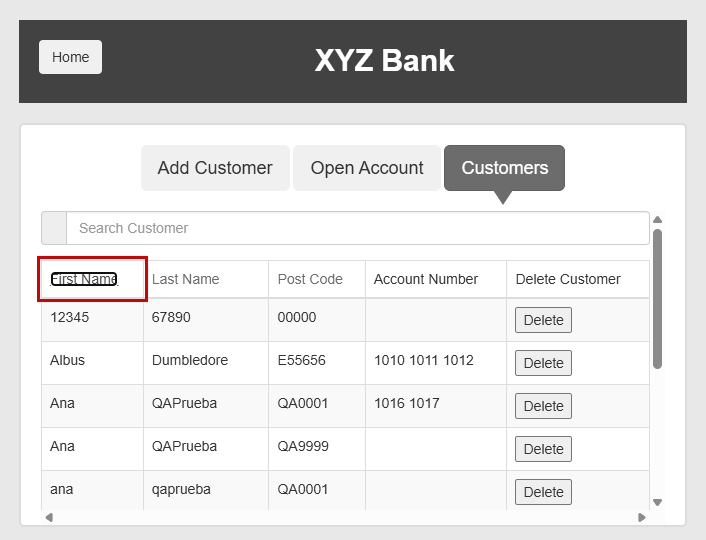 Home
XYZ Bank
Add Customer Open Account Customers
Search Customer
First Name Last Name Post Code Account Number Delete Customer
12345 67890 00000 Delete
Albus Dumbledore E55656 1010 1011 1012 Delete
Ana QAPrueba QA0001 1016 1017 Delete
Ana QAPrueba QA9999 Delete
ana qaprueba QA0001 Delete